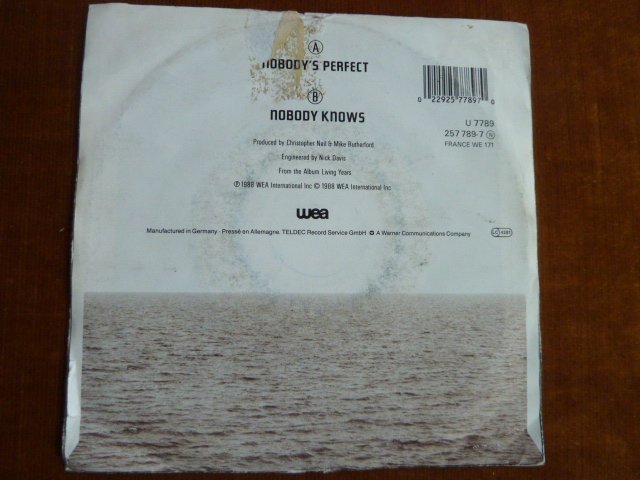 A
NOBODY'S PERFECT
B
NOBODY KNOWS
Produced by Christopher Neil & Mike Rutherford
Engineered by Nick Davis
From the Album Living Years
℗ 1988 WEA International Inc © 1988 WEA International Inc
wea
Manufactured in Germany · Pressé en Allemagne. TELDEC Record Service GmbH A Warner Communications Company
LC 4281
0 22925 77897 0
U 7789
257 789-7 N
FRANCE WE 171